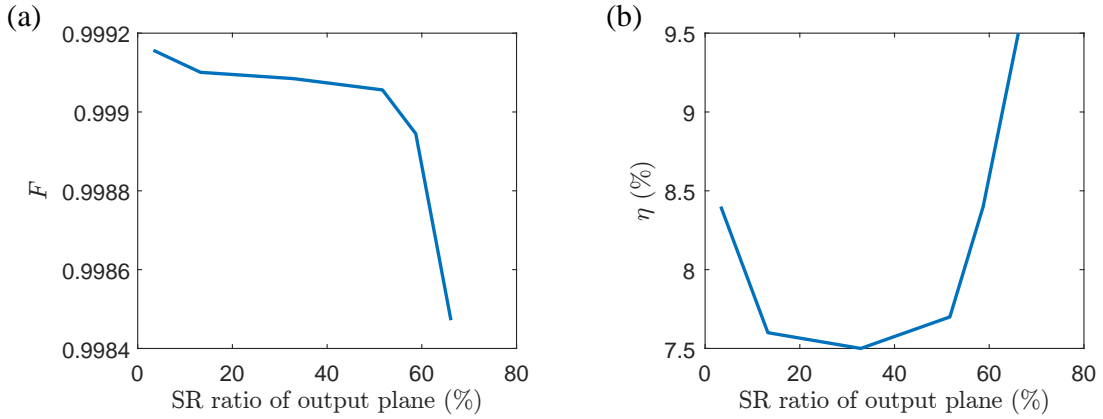 (a)
0.9992
0.999
0.9988
0.9986
0.9984
F
0 20 40 60 80
SR ratio of output plane (%)
(b)
9.5
9
8.5
8
7.5
η (%)
0 20 40 60 80
SR ratio of output plane (%)